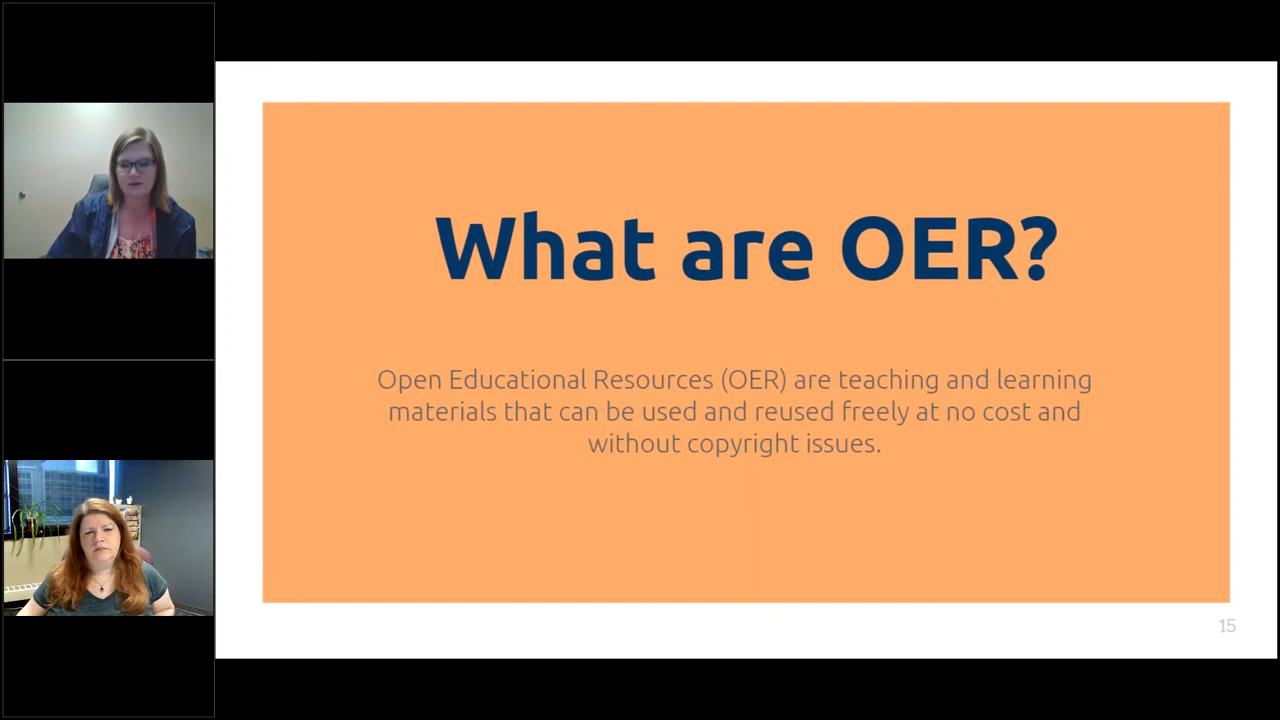 What are OER?
Open Educational Resources (OER) are teaching and learning
materials that can be used and reused freely at no cost and
without copyright issues.
15